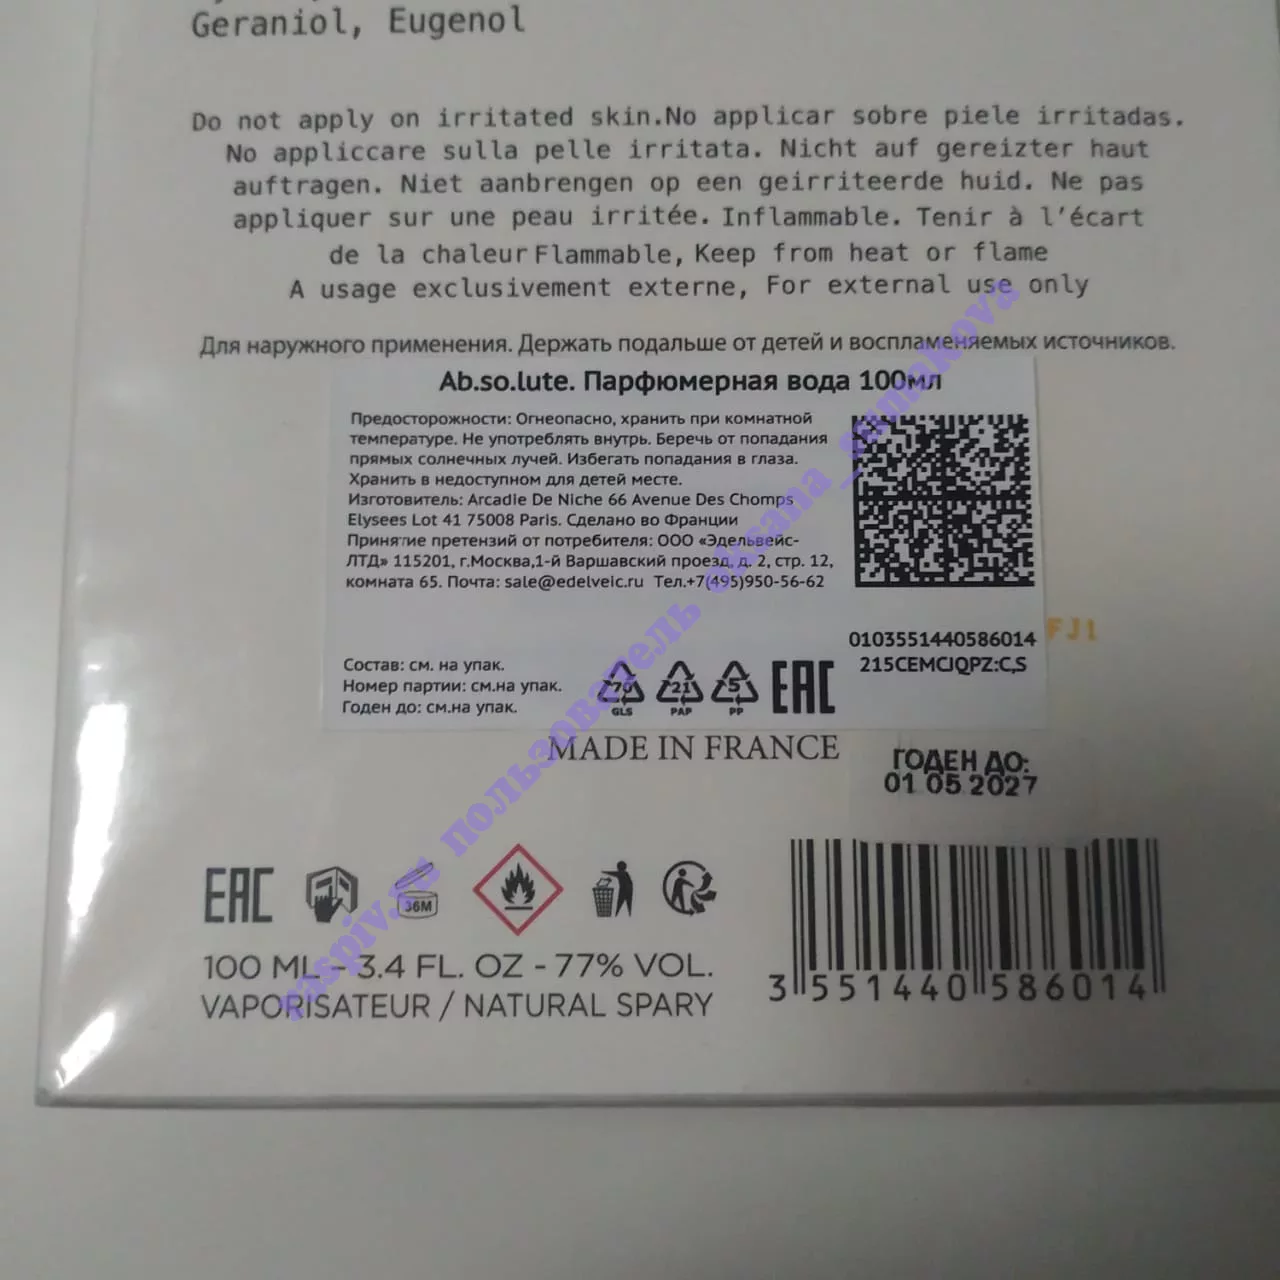 Geraniol, Eugenol
Do not apply on irritated skin.No applicar sobre piele irritadas.
No appliccare sulla pelle irritata. Nicht auf gereizter haut
auftragen. Niet aanbrengen op een geirriteerde huid. Ne pas
appliquer sur une peau irritée. Inflammable. Tenir à l'écart
de la chaleur Flammable, Keep from heat or flame
A usage exclusivement externe, For external use only
Для наружного применения. Держать подальше от детей и воспламеняемых источников.
Ab.so.lute. Парфюмерная вода 100мл
Предосторожности: Огнеопасно, хранить при комнатной
температуре. Не употреблять внутрь. Беречь от попадания
прямых солнечных лучей. Избегать попадания в глаза.
Хранить в недоступном для детей месте.
Изготовитель: Arcadie De Niche 66 Avenue Des Chomps
Elysees Lot 41 75008 Paris. Сделано во Франции
Принятие претензий от потребителя: ООО «Эдельвейс-
ЛТД» 115201, г.Москва,1-й Варшавский проезд, д. 2, стр. 12,
комната 65. Почта: sale@edelveic.ru Тел.+7(495)950-56-62
0103551440586014
215CEMCJQPZ:C,S
FJ1
Состав: см. на упак.
Номер партии: см.на упак.
Годен до: см.на упак.
70 GLS
21 PAP
5 PP
EAC
MADE IN FRANCE
ГОДЕН ДО:
01 05 2027
EAC
36M
100 ML - 3.4 FL. OZ - 77% VOL.
VAPORISATEUR / NATURAL SPARY
3 551440 586014